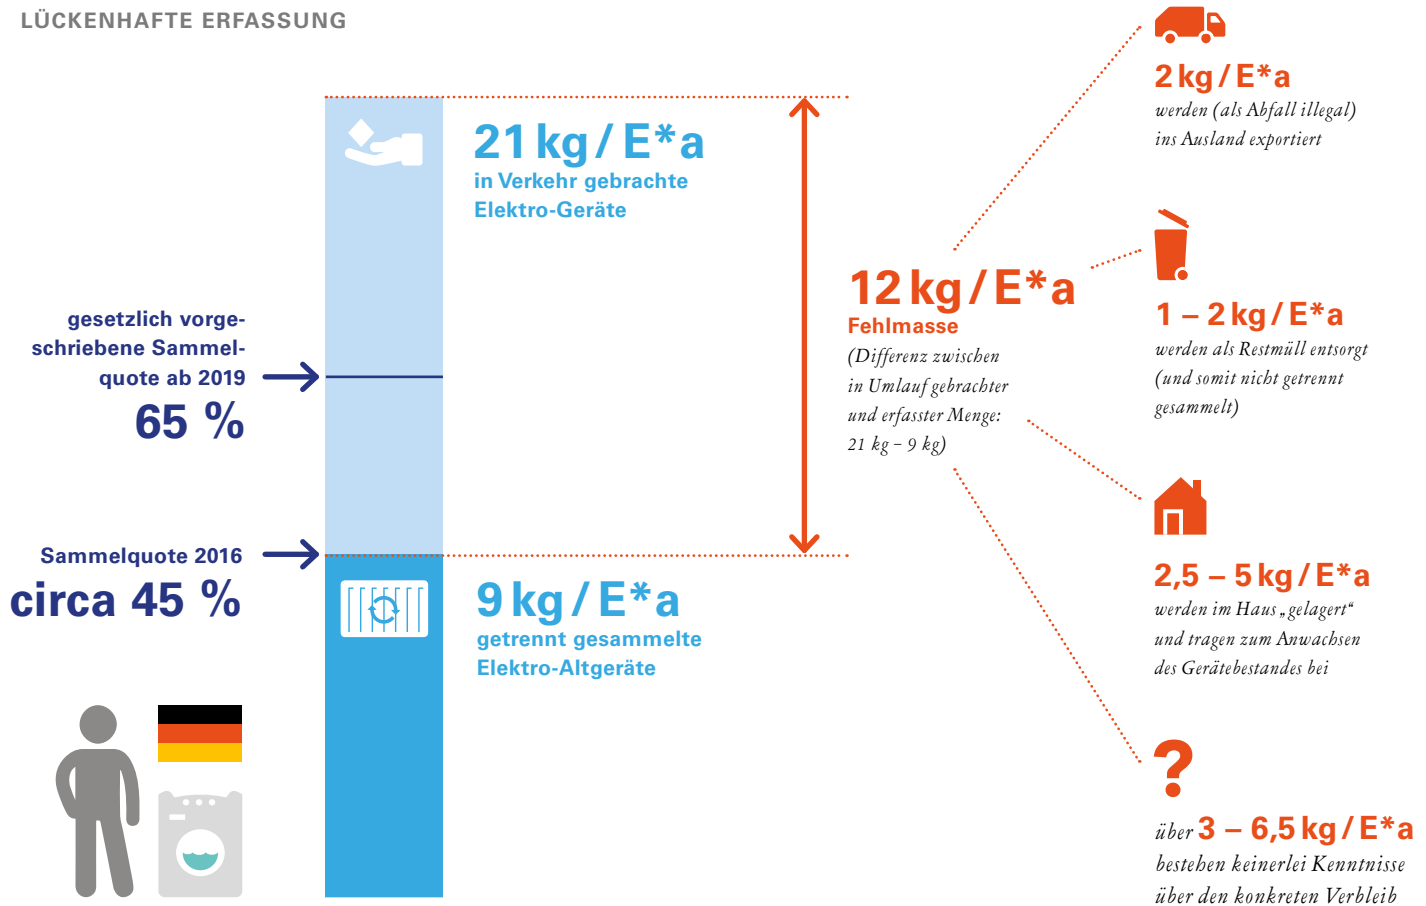 LÜCKENHAFTE ERFASSUNG
21 kg / E*a
in Verkehr gebrachte
Elektro-Geräte
gesetzlich vorge-
schriebene Sammel-
quote ab 2019
65 %
Sammelquote 2016
circa 45 %
9 kg / E*a
getrennt gesammelte
Elektro-Altgeräte
12 kg / E*a
Fehlmasse
(Differenz zwischen
in Umlauf gebrachter
und erfasster Menge:
21 kg – 9 kg)
2 kg / E*a
werden (als Abfall illegal)
ins Ausland exportiert
1 – 2 kg / E*a
werden als Restmüll entsorgt
(und somit nicht getrennt
gesammelt)
2,5 – 5 kg / E*a
werden im Haus „gelagert“
und tragen zum Anwachsen
des Gerätebestandes bei
?
über 3 – 6,5 kg / E*a
bestehen keinerlei Kenntnisse
über den konkreten Verbleib